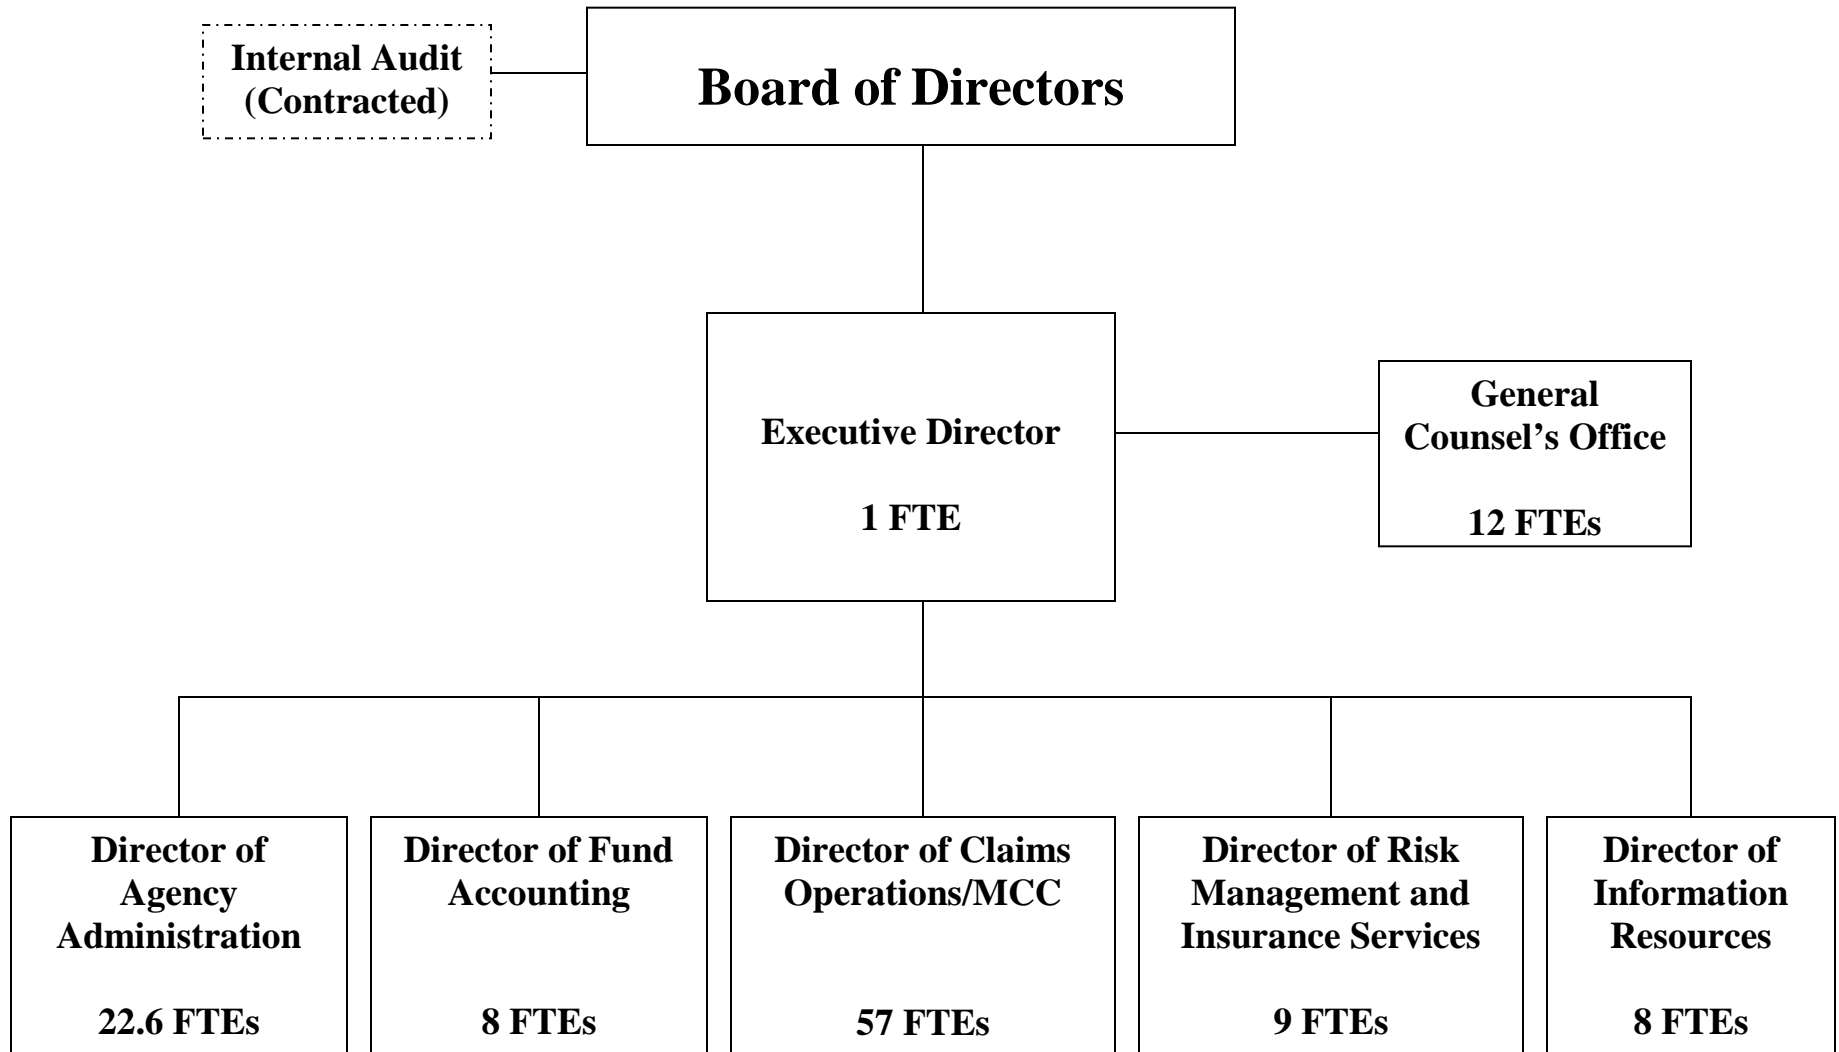 Internal Audit
(Contracted)
Board of Directors
Executive Director
1 FTE
General
Counsel’s Office
12 FTEs
Director of
Agency
Administration
22.6 FTEs
Director of Fund
Accounting
8 FTEs
Director of Claims
Operations/MCC
57 FTEs
Director of Risk
Management and
Insurance Services
9 FTEs
Director of
Information
Resources
8 FTEs